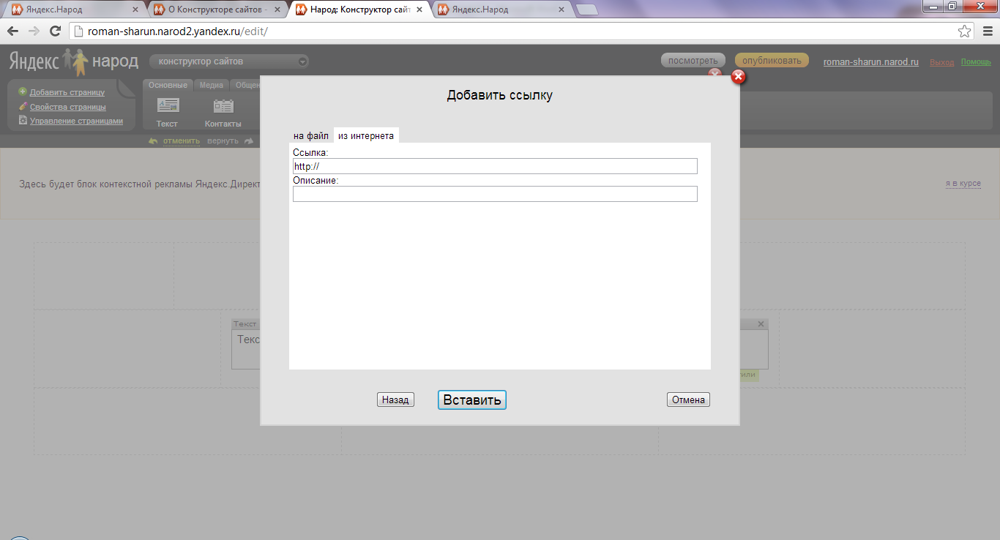 Яндекс.Народ
О Конструкторе сайтов -
Народ: Конструктор сайт
Яндекс.Народ
roman-sharun.narod2.yandex.ru/edit/
Яндекс народ
конструктор сайтов
посмотреть
опубликовать
roman-sharun.narod.ru
Выход
Помощь
Добавить страницу
Свойства страницы
Управление страницами
Основные
Медиа
Общен
Текст
Контакты
отменить
вернуть
Добавить ссылку
на файл
из интернета
Ссылка:
http://
Описание:
Здесь будет блок контекстной рекламы Яндекс.Директ
я в курсе
Текст
Текс
тили
Назад
Вставить
Отмена